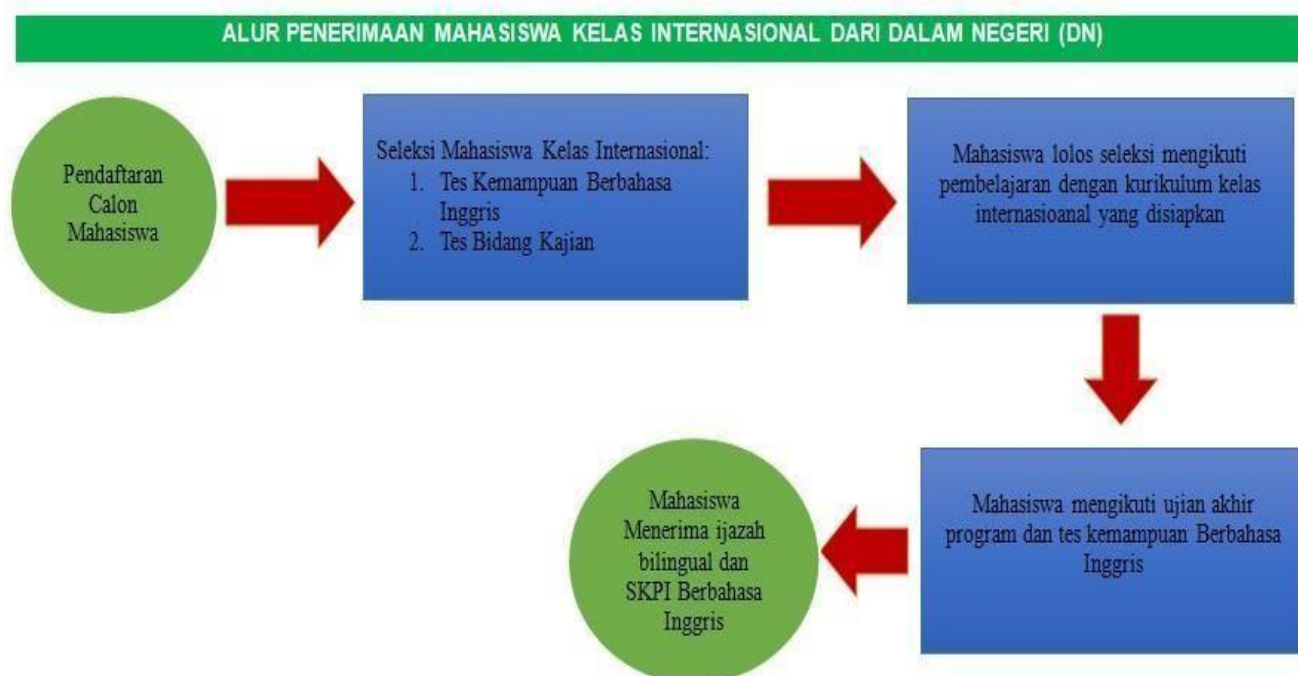 ALUR PENERIMAAN MAHASISWA KELAS INTERNASIONAL DARI DALAM NEGERI (DN)
Pendaftaran
Calon
Mahasiswa
Seleksi Mahasiswa Kelas Internasional:
1. Tes Kemampuan Berbahasa
Inggris
2. Tes Bidang Kajian
Mahasiswa lolos seleksi mengikuti
pembelajaran dengan kurikulum kelas
internasioanal yang disiapkan
Mahasiswa mengikuti ujian akhir
program dan tes kemampuan Berbahasa
Inggris
Mahasiswa
Menerima ijazah
bilingual dan
SKPI Berbahasa
Inggris